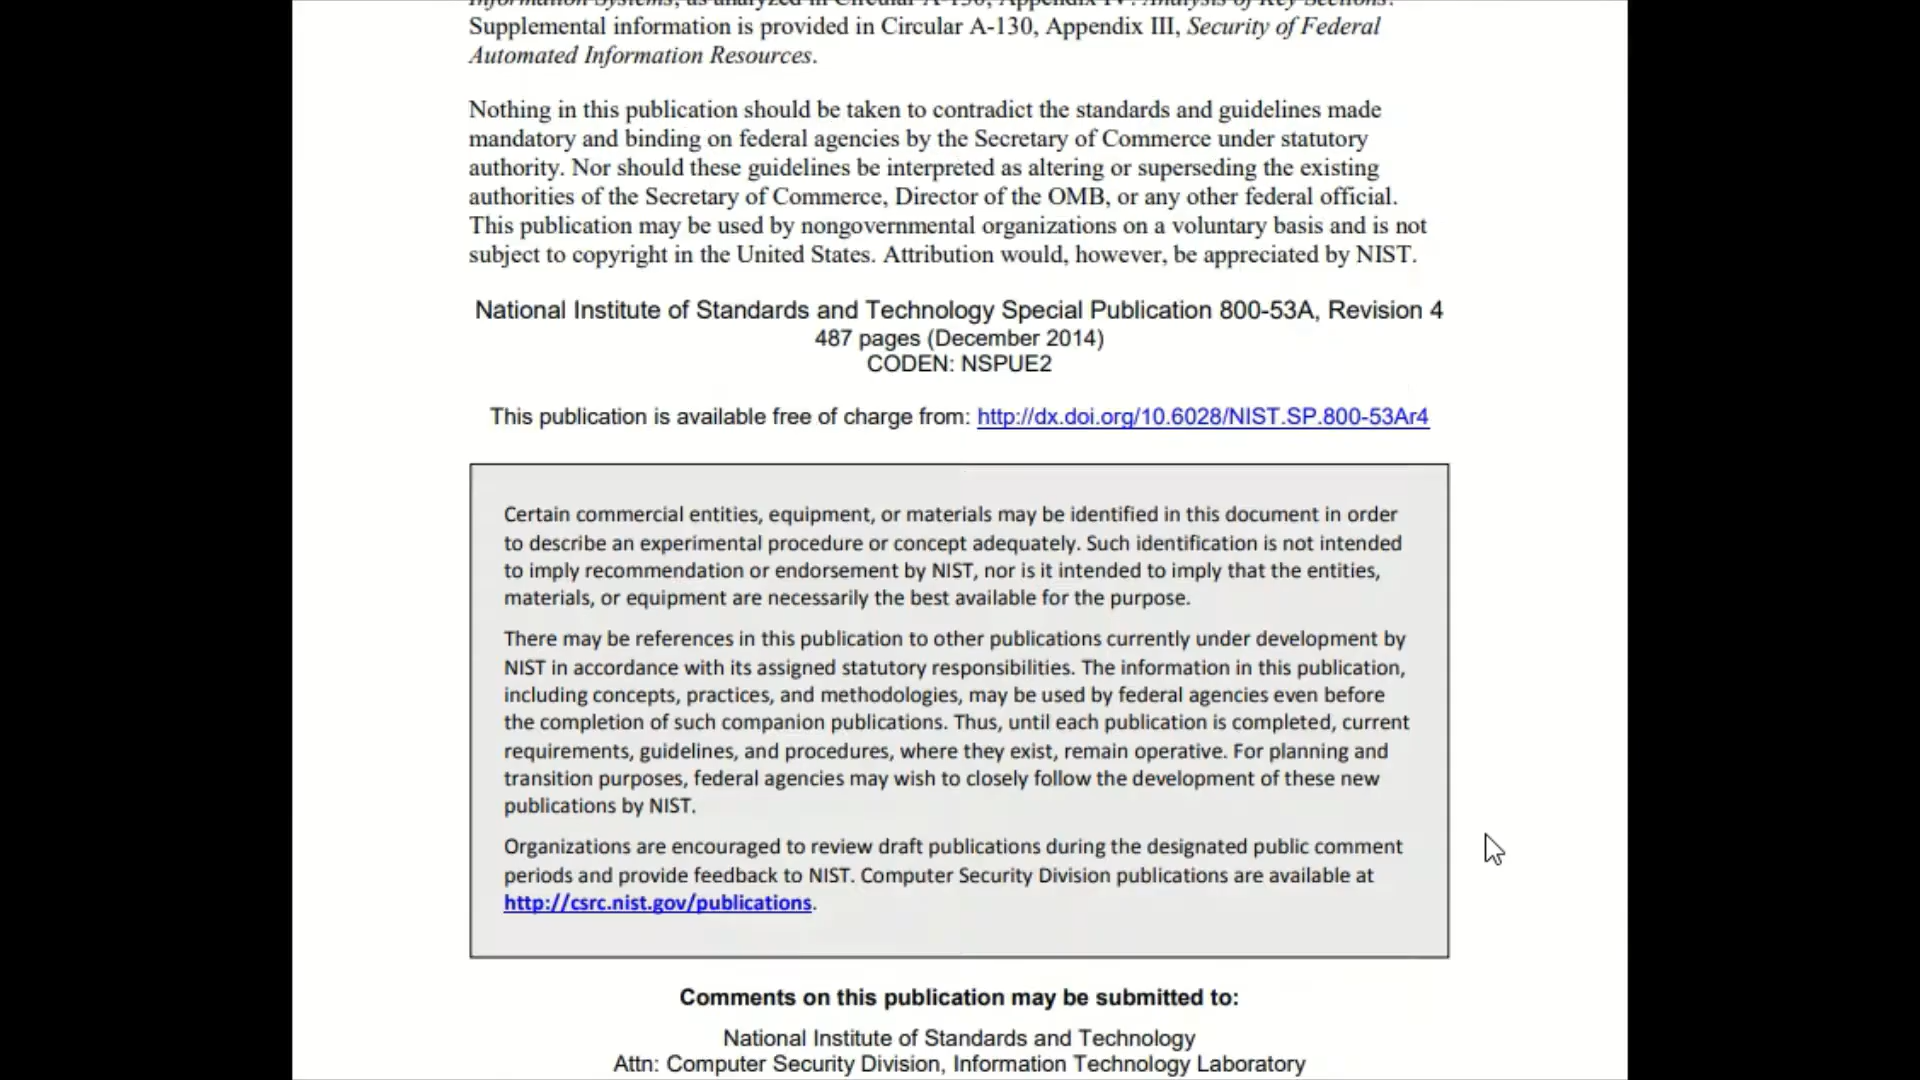 Information Systems, as analyzed in Circular A-130, Appendix IV: Analysis of Key Sections.
Supplemental information is provided in Circular A-130, Appendix III, Security of Federal
Automated Information Resources.
Nothing in this publication should be taken to contradict the standards and guidelines made
mandatory and binding on federal agencies by the Secretary of Commerce under statutory
authority. Nor should these guidelines be interpreted as altering or superseding the existing
authorities of the Secretary of Commerce, Director of the OMB, or any other federal official.
This publication may be used by nongovernmental organizations on a voluntary basis and is not
subject to copyright in the United States. Attribution would, however, be appreciated by NIST.
National Institute of Standards and Technology Special Publication 800-53A, Revision 4
487 pages (December 2014)
CODEN: NSPUE2
This publication is available free of charge from: http://dx.doi.org/10.6028/NIST.SP.800-53Ar4
Certain commercial entities, equipment, or materials may be identified in this document in order
to describe an experimental procedure or concept adequately. Such identification is not intended
to imply recommendation or endorsement by NIST, nor is it intended to imply that the entities,
materials, or equipment are necessarily the best available for the purpose.
There may be references in this publication to other publications currently under development by
NIST in accordance with its assigned statutory responsibilities. The information in this publication,
including concepts, practices, and methodologies, may be used by federal agencies even before
the completion of such companion publications. Thus, until each publication is completed, current
requirements, guidelines, and procedures, where they exist, remain operative. For planning and
transition purposes, federal agencies may wish to closely follow the development of these new
publications by NIST.
Organizations are encouraged to review draft publications during the designated public comment
periods and provide feedback to NIST. Computer Security Division publications are available at
http://csrc.nist.gov/publications.
Comments on this publication may be submitted to:
National Institute of Standards and Technology
Attn: Computer Security Division, Information Technology Laboratory